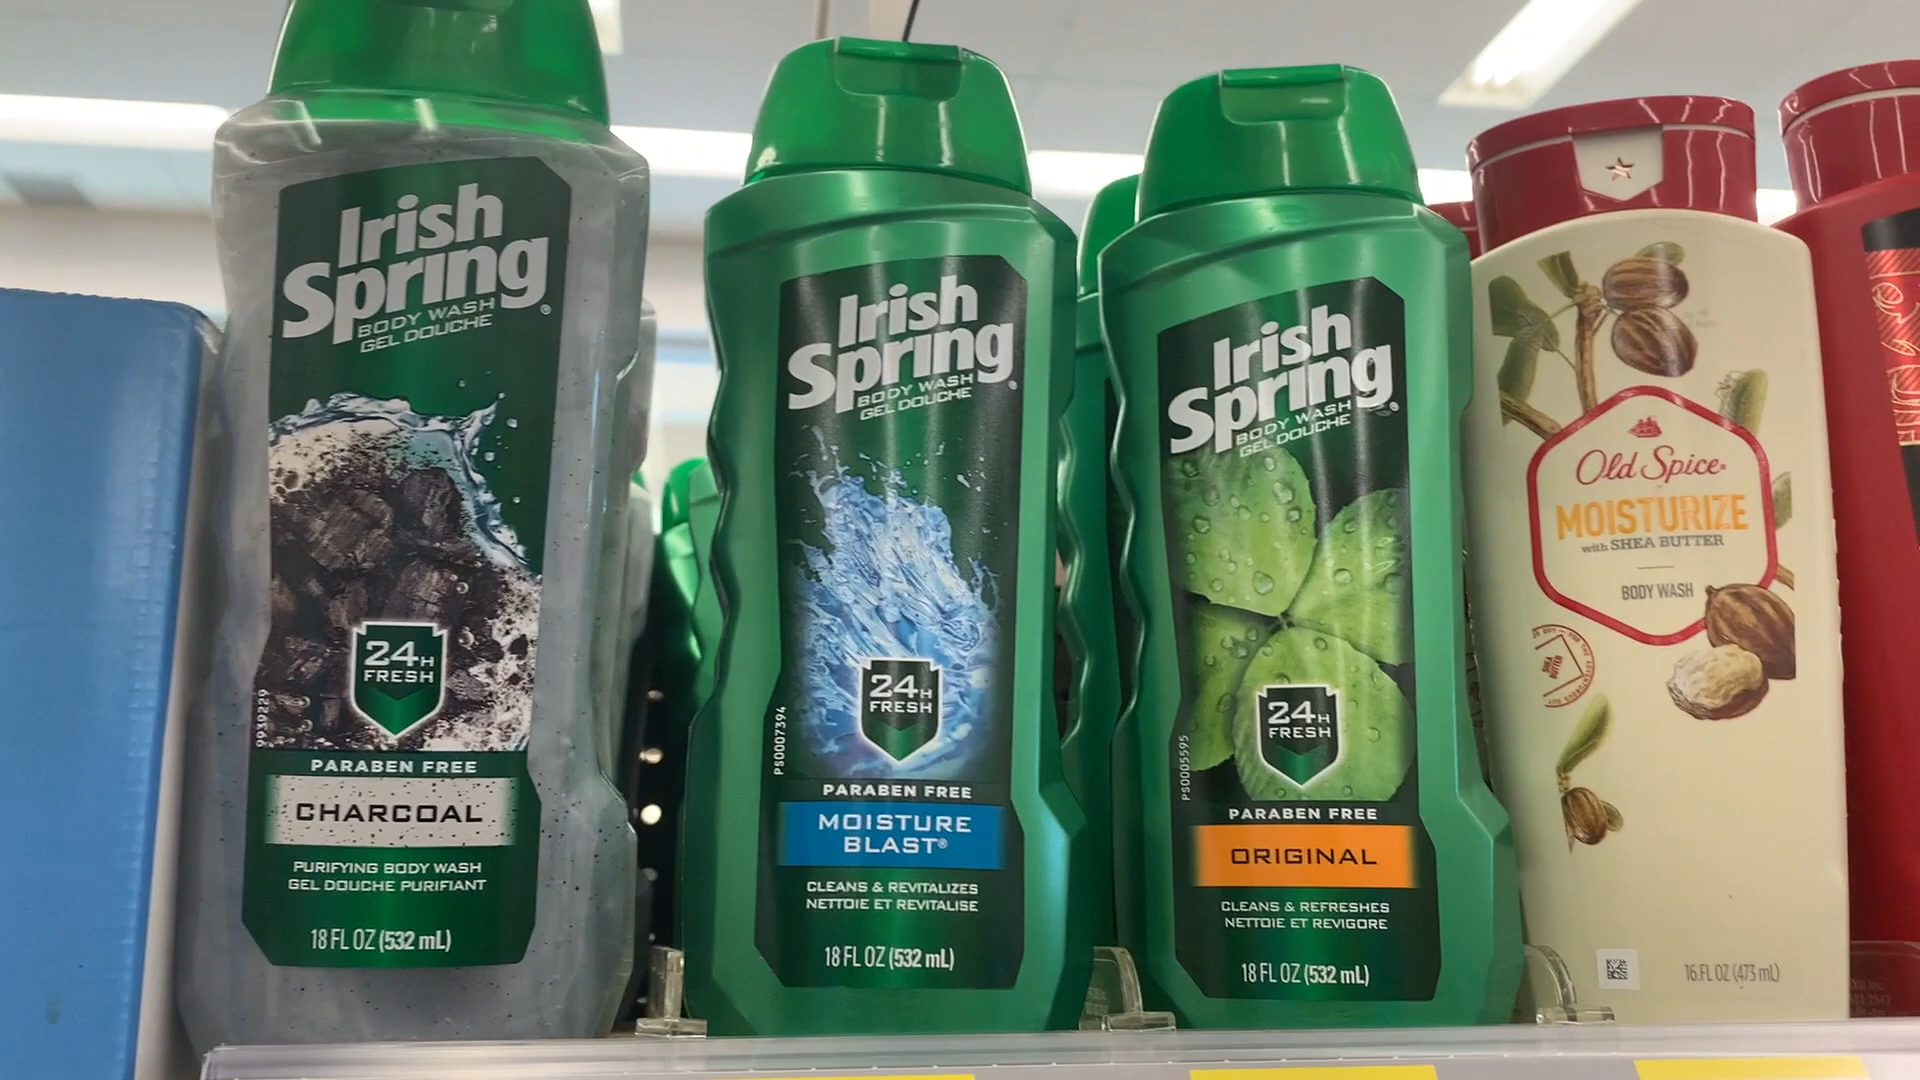 Irish
Spring®
BODY WASH
GEL DOUCHE
24H
FRESH
9939229
PARABEN FREE
CHARCOAL
PURIFYING BODY WASH
GEL DOUCHE PURIFIANT
18 FL OZ (532 mL)
Irish
Spring®
BODY WASH
GEL DOUCHE
24H
FRESH
PS0007394
PARABEN FREE
MOISTURE
BLAST®
CLEANS & REVITALIZES
NETTOIE ET REVITALISE
18 FL OZ (532 mL)
Irish
Spring®
BODY WASH
GEL DOUCHE
24H
FRESH
PS0005595
PARABEN FREE
ORIGINAL
CLEANS & REFRESHES
NETTOIE ET REVIGORE
18 FL OZ (532 mL)
Old Spice®
MOISTURIZE
with SHEA BUTTER
BODY WASH
SHEA
BUTTER
16 FL OZ (473 mL)